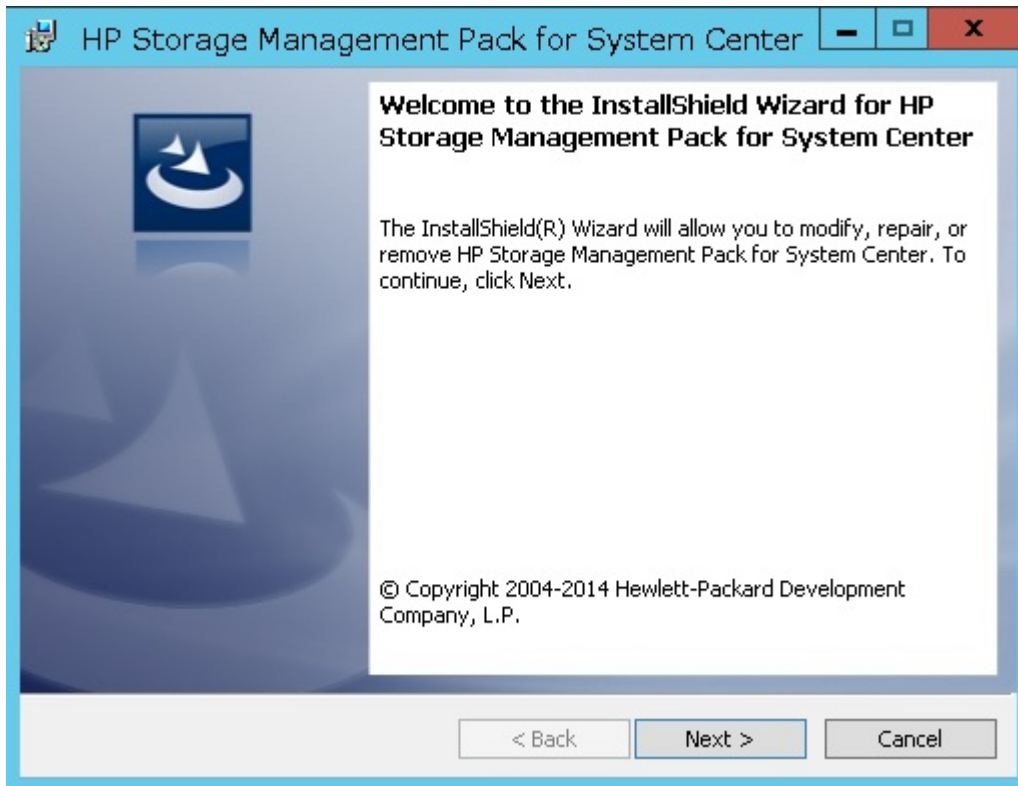 HP Storage Management Pack for System Center
Welcome to the InstallShield Wizard for HP
Storage Management Pack for System Center
The InstallShield(R) Wizard will allow you to modify, repair, or
remove HP Storage Management Pack for System Center. To
continue, click Next.
© Copyright 2004-2014 Hewlett-Packard Development
Company, L.P.
< Back
Next >
Cancel